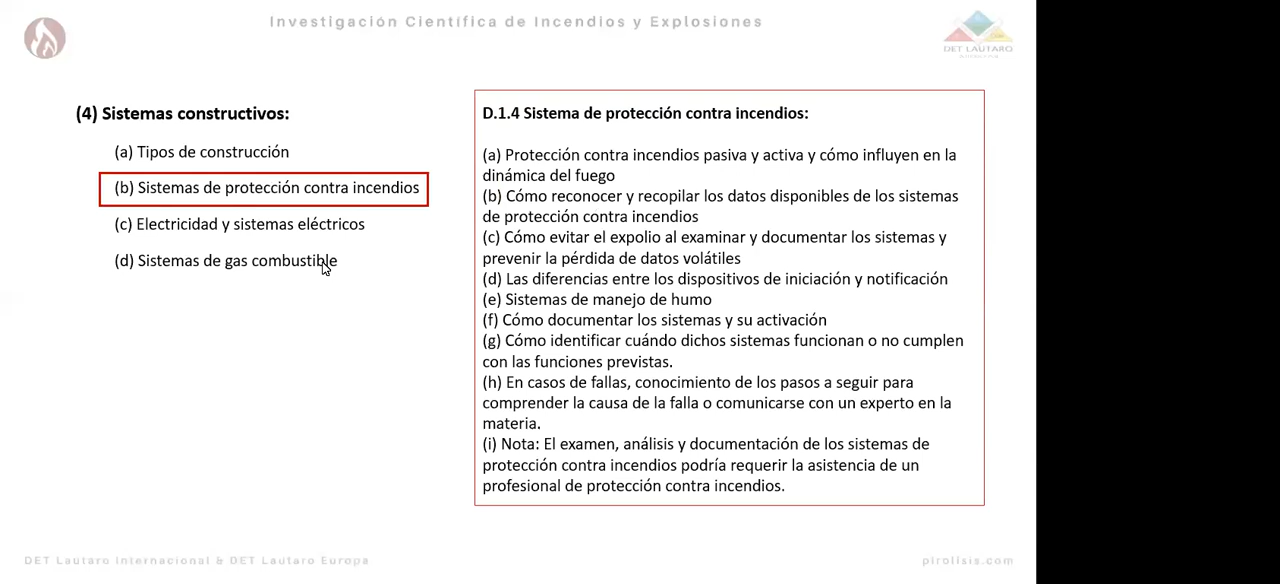 Investigación Científica de Incendios y Explosiones
DET LAUTARO
(4) Sistemas constructivos:
(a) Tipos de construcción
(b) Sistemas de protección contra incendios
(c) Electricidad y sistemas eléctricos
(d) Sistemas de gas combustible
D.1.4 Sistema de protección contra incendios:
(a) Protección contra incendios pasiva y activa y cómo influyen en la
dinámica del fuego
(b) Cómo reconocer y recopilar los datos disponibles de los sistemas
de protección contra incendios
(c) Cómo evitar el expolio al examinar y documentar los sistemas y
prevenir la pérdida de datos volátiles
(d) Las diferencias entre los dispositivos de iniciación y notificación
(e) Sistemas de manejo de humo
(f) Cómo documentar los sistemas y su activación
(g) Cómo identificar cuándo dichos sistemas funcionan o no cumplen
con las funciones previstas.
(h) En casos de fallas, conocimiento de los pasos a seguir para
comprender la causa de la falla o comunicarse con un experto en la
materia.
(i) Nota: El examen, análisis y documentación de los sistemas de
protección contra incendios podría requerir la asistencia de un
profesional de protección contra incendios.
DET Lautaro Internacional & DET Lautaro Europa
pirolisis.com